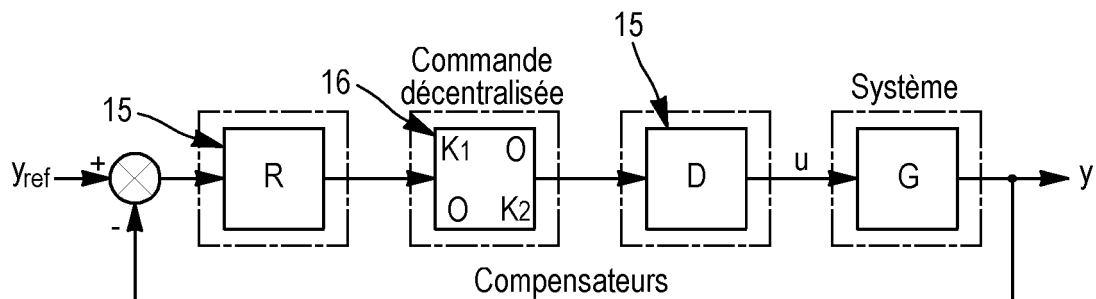 15
16
Commande
décentralisée
15
Système
yref
+
-
R
K1 O
O K2
D
u
G
y
Compensateurs